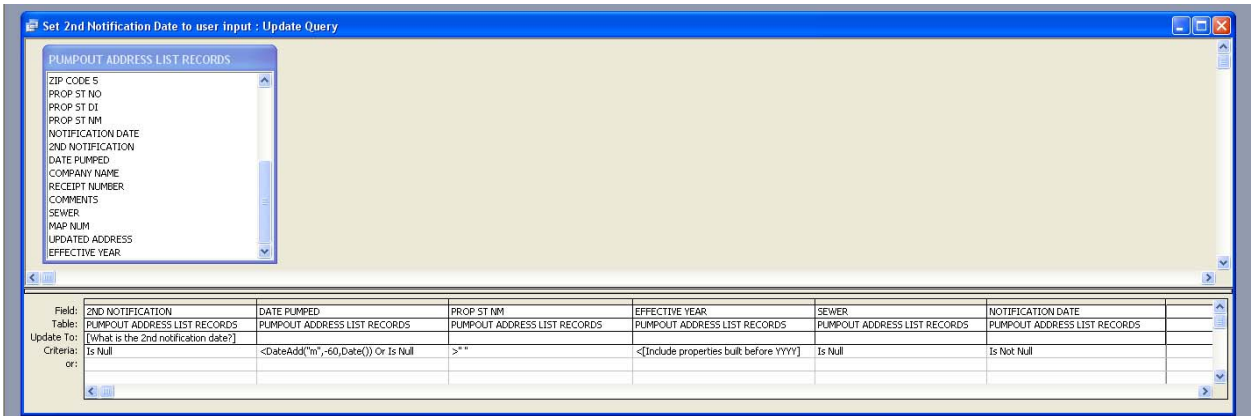 Set 2nd Notification Date to user input : Update Query
PUMPOUT ADDRESS LIST RECORDS
ZIP CODE 5
PROP ST NO
PROP ST DI
PROP ST NM
NOTIFICATION DATE
2ND NOTIFICATION
DATE PUMPED
COMPANY NAME
RECEIPT NUMBER
COMMENTS
SEWER
MAP NUM
UPDATED ADDRESS
EFFECTIVE YEAR
Field: 2ND NOTIFICATION DATE PUMPED PROP ST NM EFFECTIVE YEAR SEWER NOTIFICATION DATE
Table: PUMPOUT ADDRESS LIST RECORDS PUMPOUT ADDRESS LIST RECORDS PUMPOUT ADDRESS LIST RECORDS PUMPOUT ADDRESS LIST RECORDS PUMPOUT ADDRESS LIST RECORDS PUMPOUT ADDRESS LIST RECORDS
Update To: [What is the 2nd notification date?]
Criteria: Is Null <DateAdd("m",-60,Date()) Or Is Null >" " <[Include properties built before YYYY] Is Null Is Not Null
or: